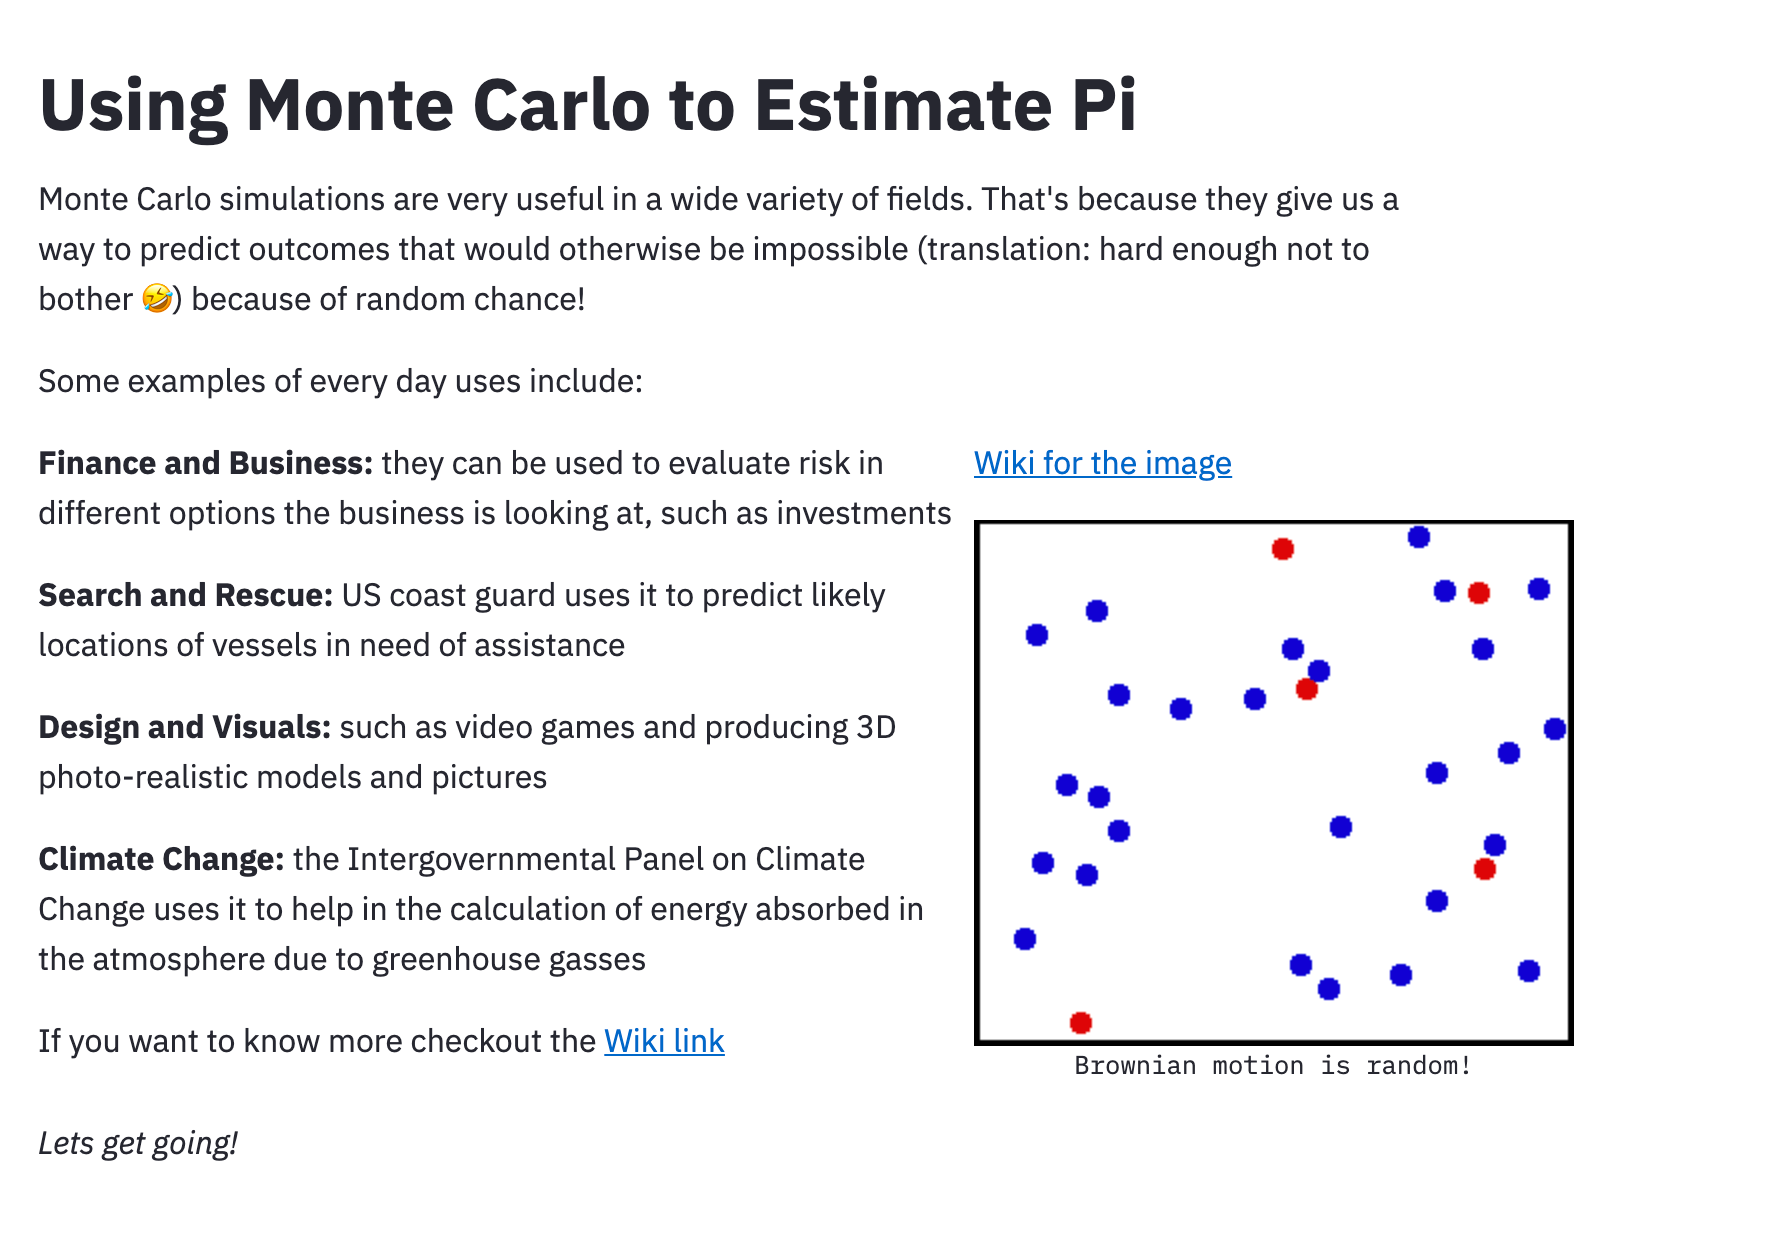 Using Monte Carlo to Estimate Pi
Monte Carlo simulations are very useful in a wide variety of fields. That's because they give us a
way to predict outcomes that would otherwise be impossible (translation: hard enough not to
bother 🤣) because of random chance!
Some examples of every day uses include:
Finance and Business: they can be used to evaluate risk in
different options the business is looking at, such as investments
Search and Rescue: US coast guard uses it to predict likely
locations of vessels in need of assistance
Design and Visuals: such as video games and producing 3D
photo-realistic models and pictures
Climate Change: the Intergovernmental Panel on Climate
Change uses it to help in the calculation of energy absorbed in
the atmosphere due to greenhouse gasses
If you want to know more checkout the Wiki link
Wiki for the image
Brownian motion is random!
Lets get going!